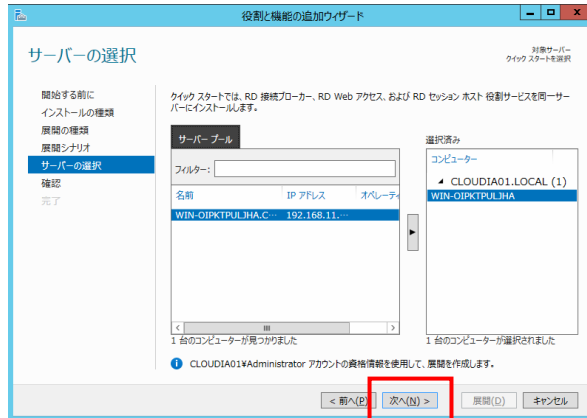 役割と機能の追加ウィザード
サーバーの選択
対象サーバー
クイック スタートを選択
開始する前に
インストールの種類
展開の種類
展開シナリオ
サーバーの選択
確認
完了
クイック スタートでは、RD 接続ブローカー、RD Web アクセス、および RD セッション ホスト 役割サービスを同一サー
バーにインストールします。
サーバー プール
フィルター:
名前 IP アドレス オペレーティ
WIN-OIPKTPULJHA.C… 192.168.11.…
1 台のコンピューターが見つかりました
選択済み
コンピューター
CLOUDIA01.LOCAL (1)
WIN-OIPKTPULJHA
1 台のコンピューターが選択されました
CLOUDIA01¥Administrator アカウントの資格情報を使用して、展開を作成します。
< 前へ(P) 次へ(N) > 展開(D) キャンセル